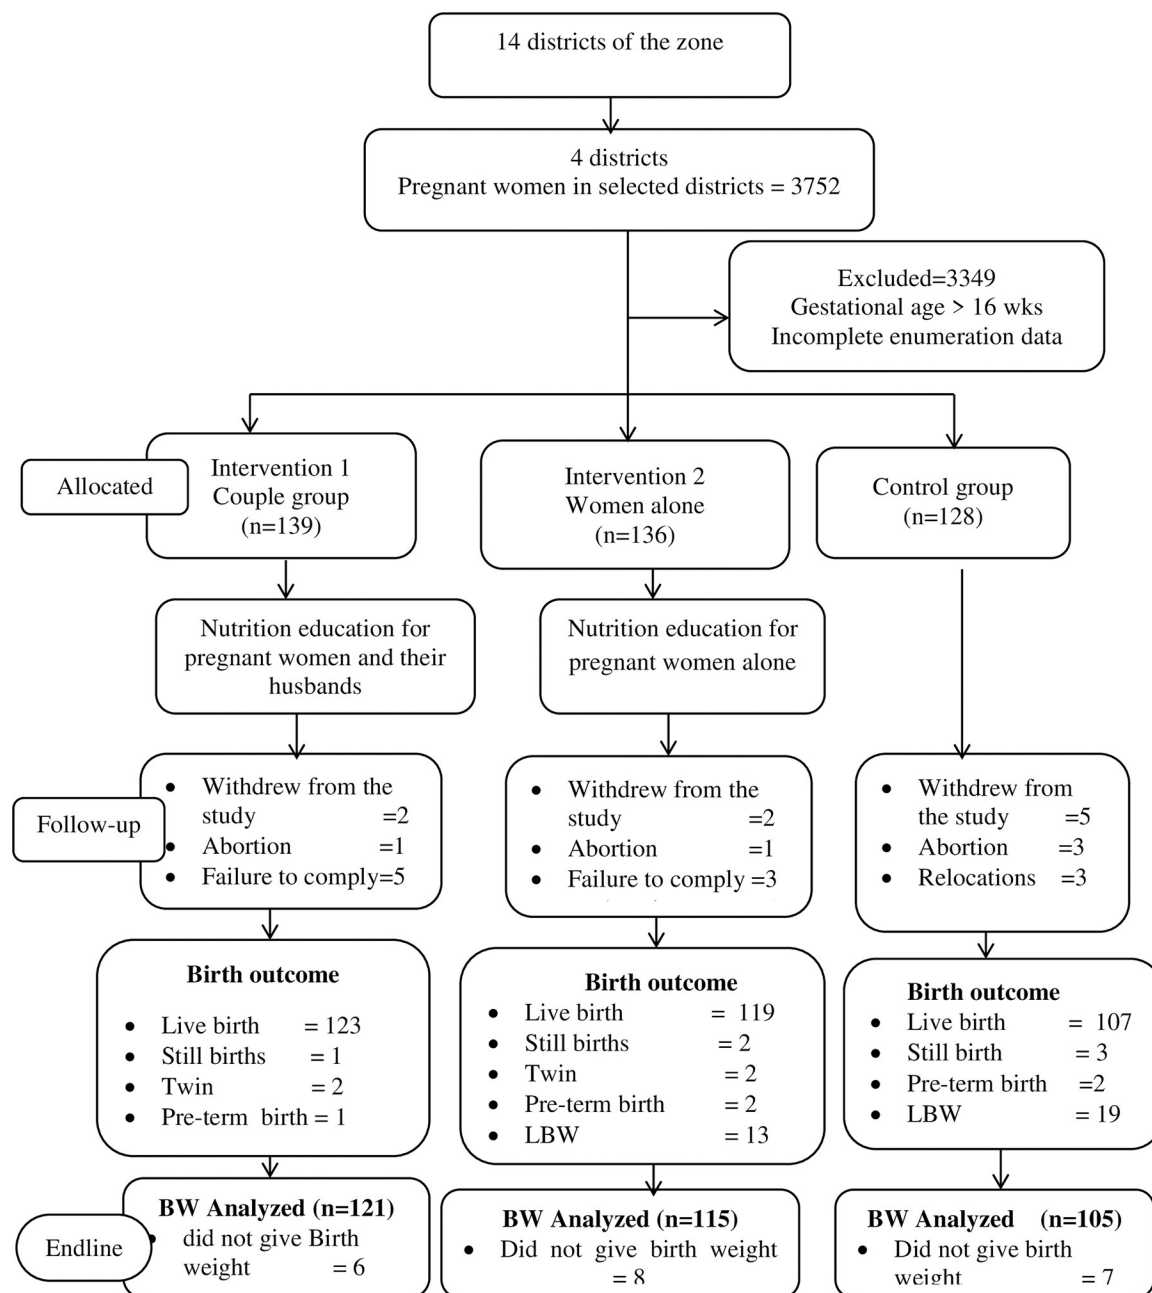 14 districts of the zone
4 districts
Pregnant women in selected districts = 3752
Excluded=3349
Gestational age > 16 wks
Incomplete enumeration data
Allocated
Intervention 1
Couple group
(n=139)
Intervention 2
Women alone
(n=136)
Control group
(n=128)
Nutrition education for
pregnant women and their
husbands
Nutrition education for
pregnant women alone
Follow-up
• Withdrew from the
study =2
• Abortion =1
• Failure to comply=5
• Withdrew from the
study =2
• Abortion =1
• Failure to comply =3
• Withdrew from
the study =5
• Abortion =3
• Relocations =3
Birth outcome
• Live birth = 123
• Still births = 1
• Twin = 2
• Pre-term birth = 1
Birth outcome
• Live birth = 119
• Still births = 2
• Twin = 2
• Pre-term birth = 2
• LBW = 13
Birth outcome
• Live birth = 107
• Still birth = 3
• Pre-term birth =2
• LBW = 19
Endline
BW Analyzed (n=121)
• did not give Birth
weight = 6
BW Analyzed (n=115)
• Did not give birth weight
= 8
BW Analyzed (n=105)
• Did not give birth
weight = 7